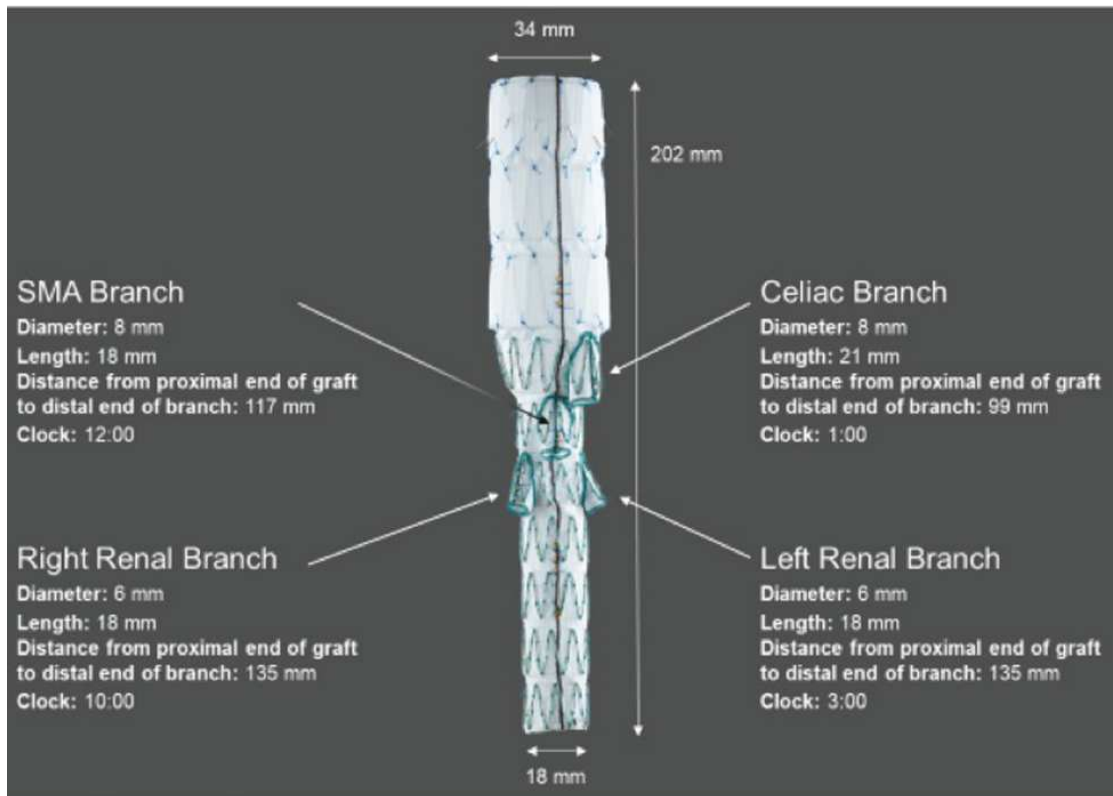 34 mm
202 mm
SMA Branch
Diameter: 8 mm
Length: 18 mm
Distance from proximal end of graft
to distal end of branch: 117 mm
Clock: 12:00
Celiac Branch
Diameter: 8 mm
Length: 21 mm
Distance from proximal end of graft
to distal end of branch: 99 mm
Clock: 1:00
Right Renal Branch
Diameter: 6 mm
Length: 18 mm
Distance from proximal end of graft
to distal end of branch: 135 mm
Clock: 10:00
Left Renal Branch
Diameter: 6 mm
Length: 18 mm
Distance from proximal end of graft
to distal end of branch: 135 mm
Clock: 3:00
18 mm